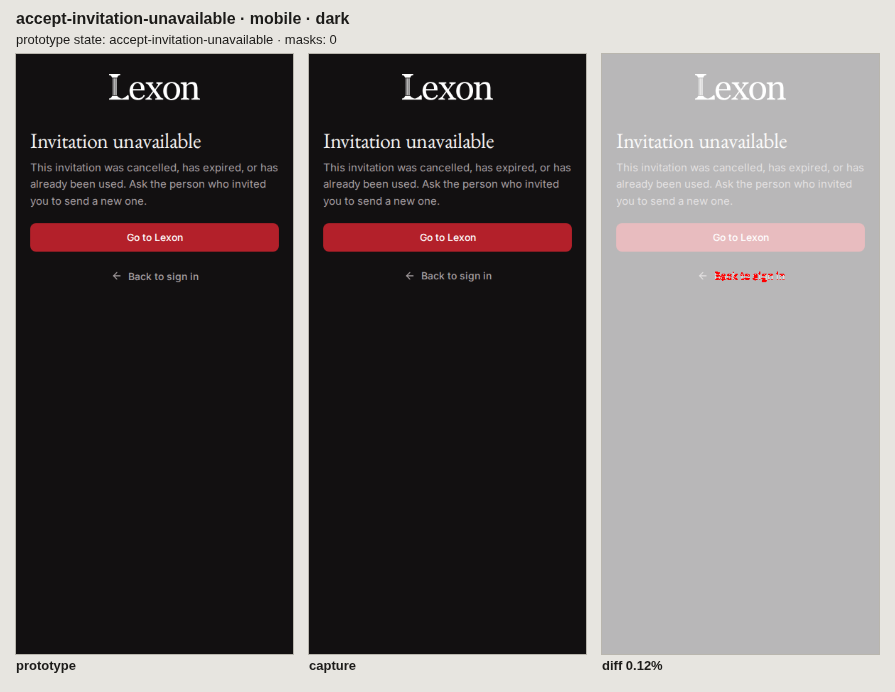 accept-invitation-unavailable · mobile · dark
prototype state: accept-invitation-unavailable · masks: 0
Lexon
Invitation unavailable
This invitation was cancelled, has expired, or has
already been used. Ask the person who invited
you to send a new one.
Go to Lexon
← Back to sign in
prototype
Lexon
Invitation unavailable
This invitation was cancelled, has expired, or has
already been used. Ask the person who invited
you to send a new one.
Go to Lexon
← Back to sign in
capture
Lexon
Invitation unavailable
This invitation was cancelled, has expired, or has
already been used. Ask the person who invited
you to send a new one.
Go to Lexon
←
diff 0.12%